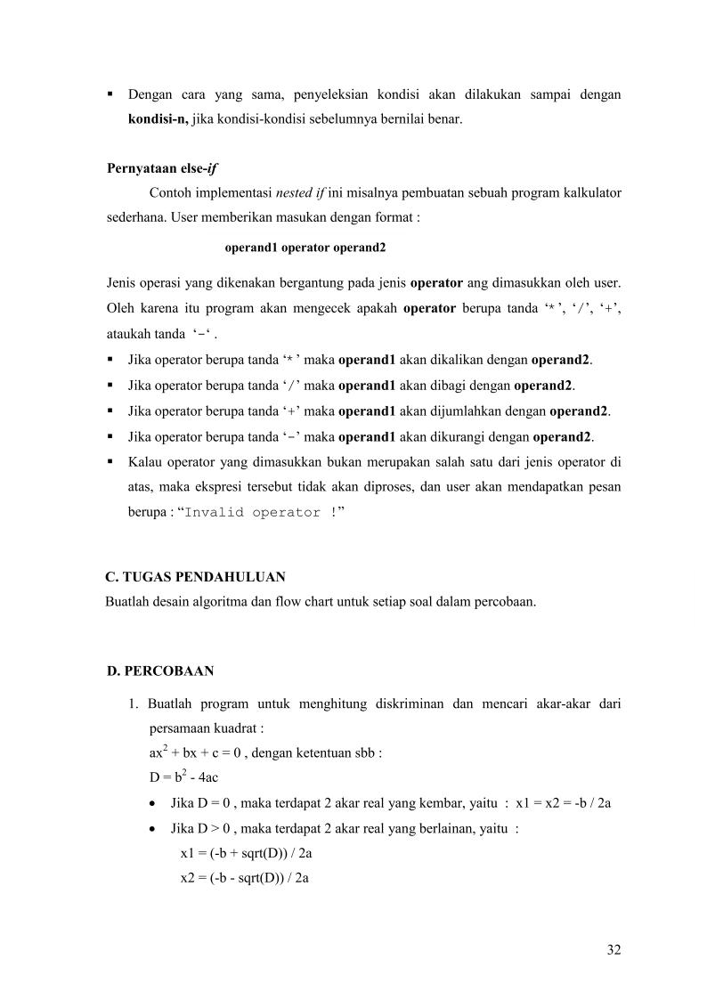 ▪ Dengan cara yang sama, penyeleksian kondisi akan dilakukan sampai dengan
kondisi-n, jika kondisi-kondisi sebelumnya bernilai benar.
Pernyataan else-if
Contoh implementasi nested if ini misalnya pembuatan sebuah program kalkulator
sederhana. User memberikan masukan dengan format :
operand1 operator operand2
Jenis operasi yang dikenakan bergantung pada jenis operator ang dimasukkan oleh user.
Oleh karena itu program akan mengecek apakah operator berupa tanda ‘*’, ‘/’, ‘+’,
ataukah tanda ‘-‘ .
▪ Jika operator berupa tanda ‘*’ maka operand1 akan dikalikan dengan operand2.
▪ Jika operator berupa tanda ‘/’ maka operand1 akan dibagi dengan operand2.
▪ Jika operator berupa tanda ‘+’ maka operand1 akan dijumlahkan dengan operand2.
▪ Jika operator berupa tanda ‘-’ maka operand1 akan dikurangi dengan operand2.
▪ Kalau operator yang dimasukkan bukan merupakan salah satu dari jenis operator di
atas, maka ekspresi tersebut tidak akan diproses, dan user akan mendapatkan pesan
berupa : “Invalid operator !”
C. TUGAS PENDAHULUAN
Buatlah desain algoritma dan flow chart untuk setiap soal dalam percobaan.
D. PERCOBAAN
1. Buatlah program untuk menghitung diskriminan dan mencari akar-akar dari
persamaan kuadrat :
ax² + bx + c = 0 , dengan ketentuan sbb :
D = b² - 4ac
• Jika D = 0 , maka terdapat 2 akar real yang kembar, yaitu : x1 = x2 = -b / 2a
• Jika D > 0 , maka terdapat 2 akar real yang berlainan, yaitu :
x1 = (-b + sqrt(D)) / 2a
x2 = (-b - sqrt(D)) / 2a
32